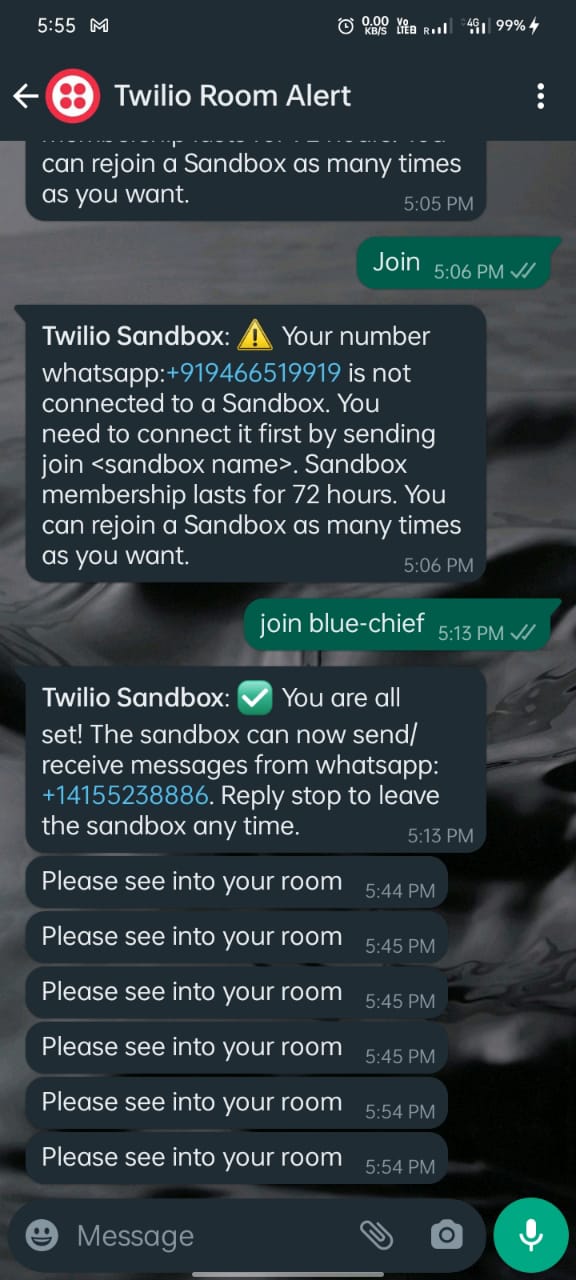 5:55
0.00
KB/S
Vo
LTE
R
4G
99%
Twilio Room Alert
can rejoin a Sandbox as many times
as you want.
5:05 PM
Join 5:06 PM
Twilio Sandbox: ⚠️ Your number
whatsapp:+919466519919 is not
connected to a Sandbox. You
need to connect it first by sending
join <sandbox name>. Sandbox
membership lasts for 72 hours. You
can rejoin a Sandbox as many times
as you want.
5:06 PM
join blue-chief 5:13 PM
Twilio Sandbox: ✅ You are all
set! The sandbox can now send/
receive messages from whatsapp:
+14155238886. Reply stop to leave
the sandbox any time.
5:13 PM
Please see into your room 5:44 PM
Please see into your room 5:45 PM
Please see into your room 5:45 PM
Please see into your room 5:45 PM
Please see into your room 5:54 PM
Please see into your room 5:54 PM
Message